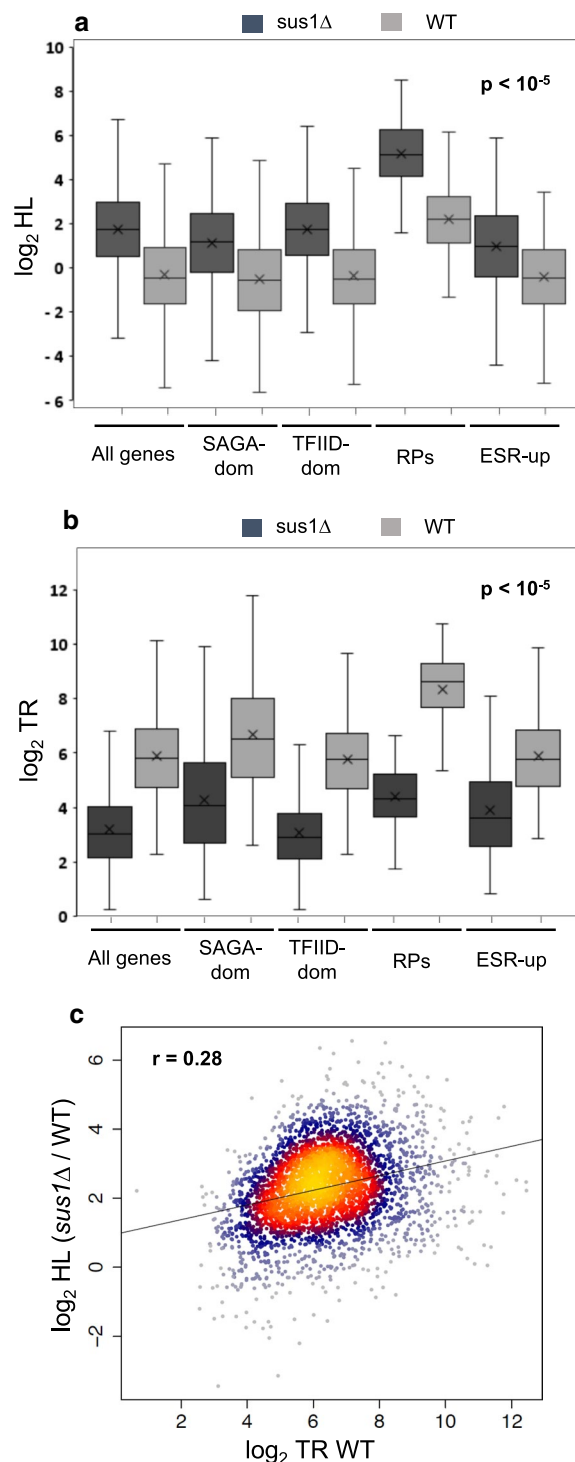 a
sus1Δ WT
10
8
6
4
2
0
- 2
- 4
- 6
log₂ HL
p < 10⁻⁵
All genes SAGA-dom TFIID-dom RPs ESR-up
b
sus1Δ WT
12
10
8
6
4
2
0
log₂ TR
p < 10⁻⁵
All genes SAGA-dom TFIID-dom RPs ESR-up
c
r = 0.28
6
4
2
0
−2
log₂ HL (sus1Δ / WT)
2 4 6 8 10 12
log₂ TR WT